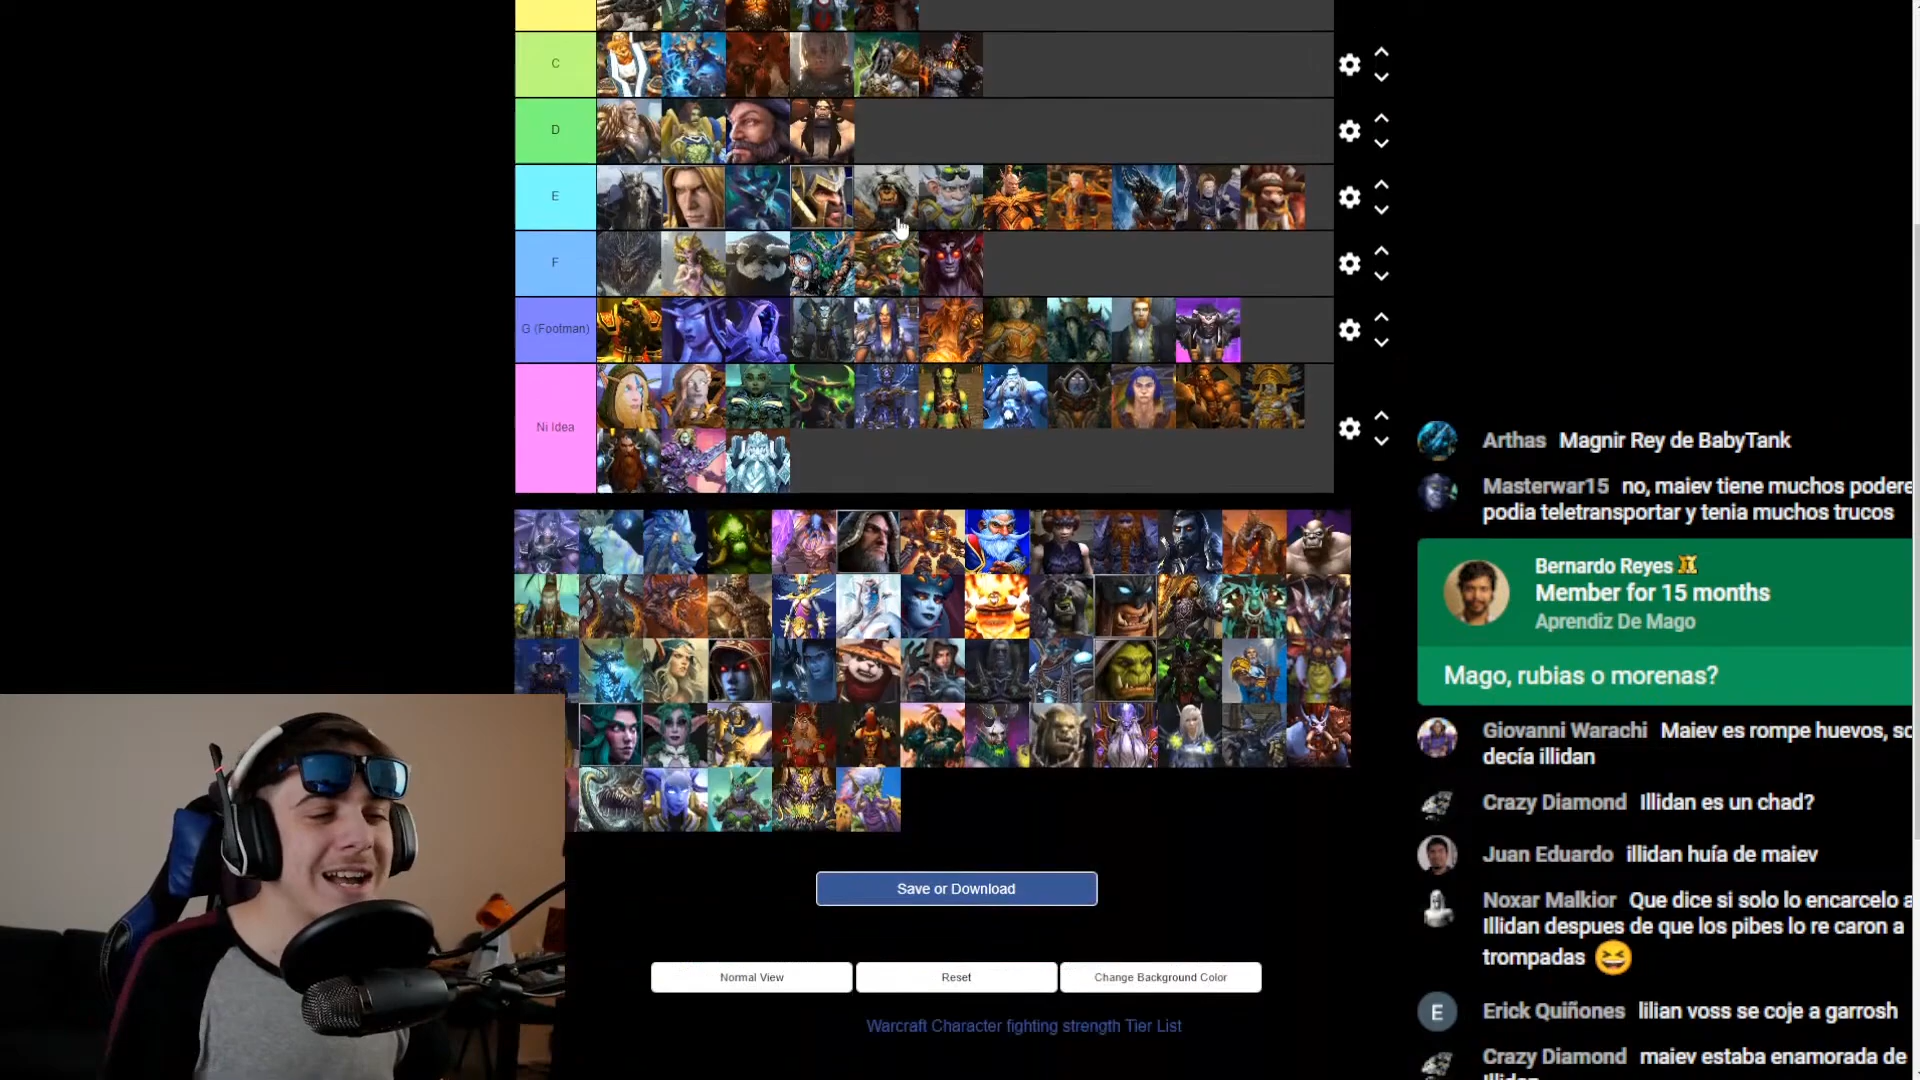 C
D
E
F
G (Footman)
Ni Idea
Save or Download
Normal View
Reset
Change Background Color
Warcraft Character fighting strength Tier List
Arthas Magnir Rey de BabyTank
Masterwar15 no, maiev tiene muchos podere
podia teletransportar y tenia muchos trucos
Bernardo Reyes
Member for 15 months
Aprendiz De Mago
Mago, rubias o morenas?
Giovanni Warachi Maiev es rompe huevos, so
decía illidan
Crazy Diamond Illidan es un chad?
Juan Eduardo illidan huía de maiev
Noxar Malkior Que dice si solo lo encarcelo a
Illidan despues de que los pibes lo re caron a
trompadas 😆
E
Erick Quiñones lilian voss se coje a garrosh
Crazy Diamond maiev estaba enamorada de